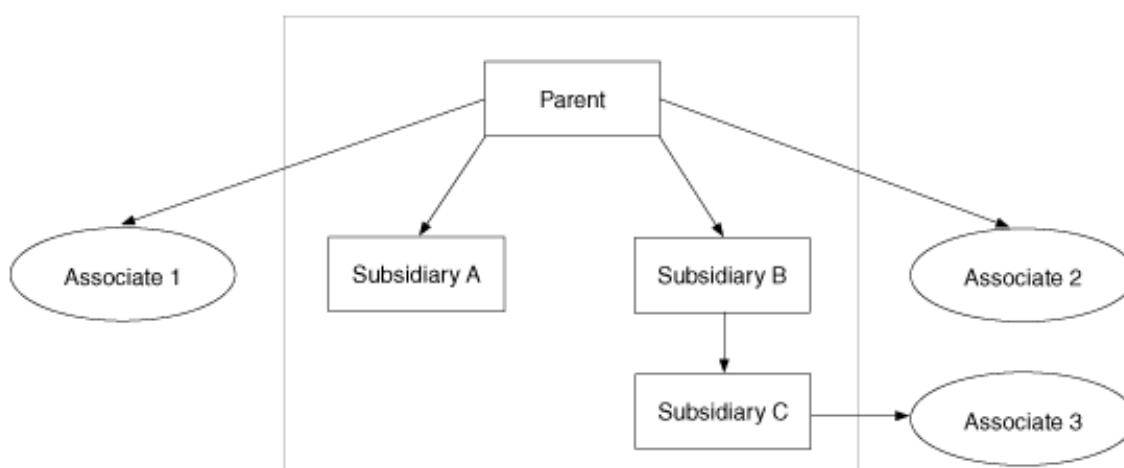 Parent
Associate 1
Subsidiary A
Subsidiary B
Associate 2
Subsidiary C
Associate 3